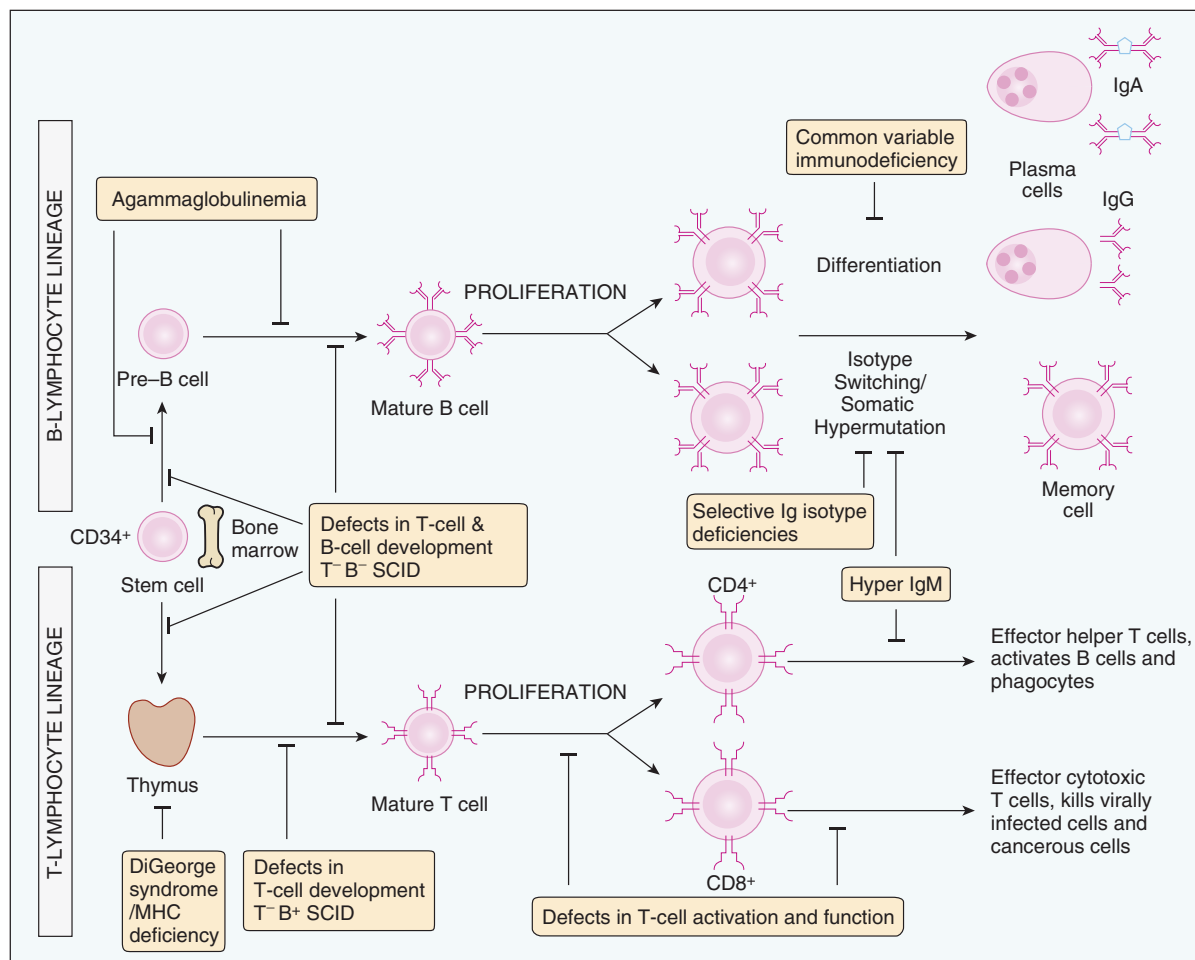 B-LYMPHOCYTE LINEAGE
T-LYMPHOCYTE LINEAGE
Agammaglobulinemia
Pre–B cell
CD34+
Stem cell
Bone
marrow
Defects in T-cell &
B-cell development
T– B– SCID
Mature B cell
PROLIFERATION
Common variable
immunodeficiency
Differentiation
Isotype
Switching/
Somatic
Hypermutation
Selective Ig isotype
deficiencies
Hyper IgM
IgA
Plasma
cells
IgG
Memory
cell
Thymus
DiGeorge
syndrome
/MHC
deficiency
Defects in
T-cell development
T– B+ SCID
Mature T cell
PROLIFERATION
CD4+
CD8+
Defects in T-cell activation and function
Effector helper T cells,
activates B cells and
phagocytes
Effector cytotoxic
T cells, kills virally
infected cells and
cancerous cells